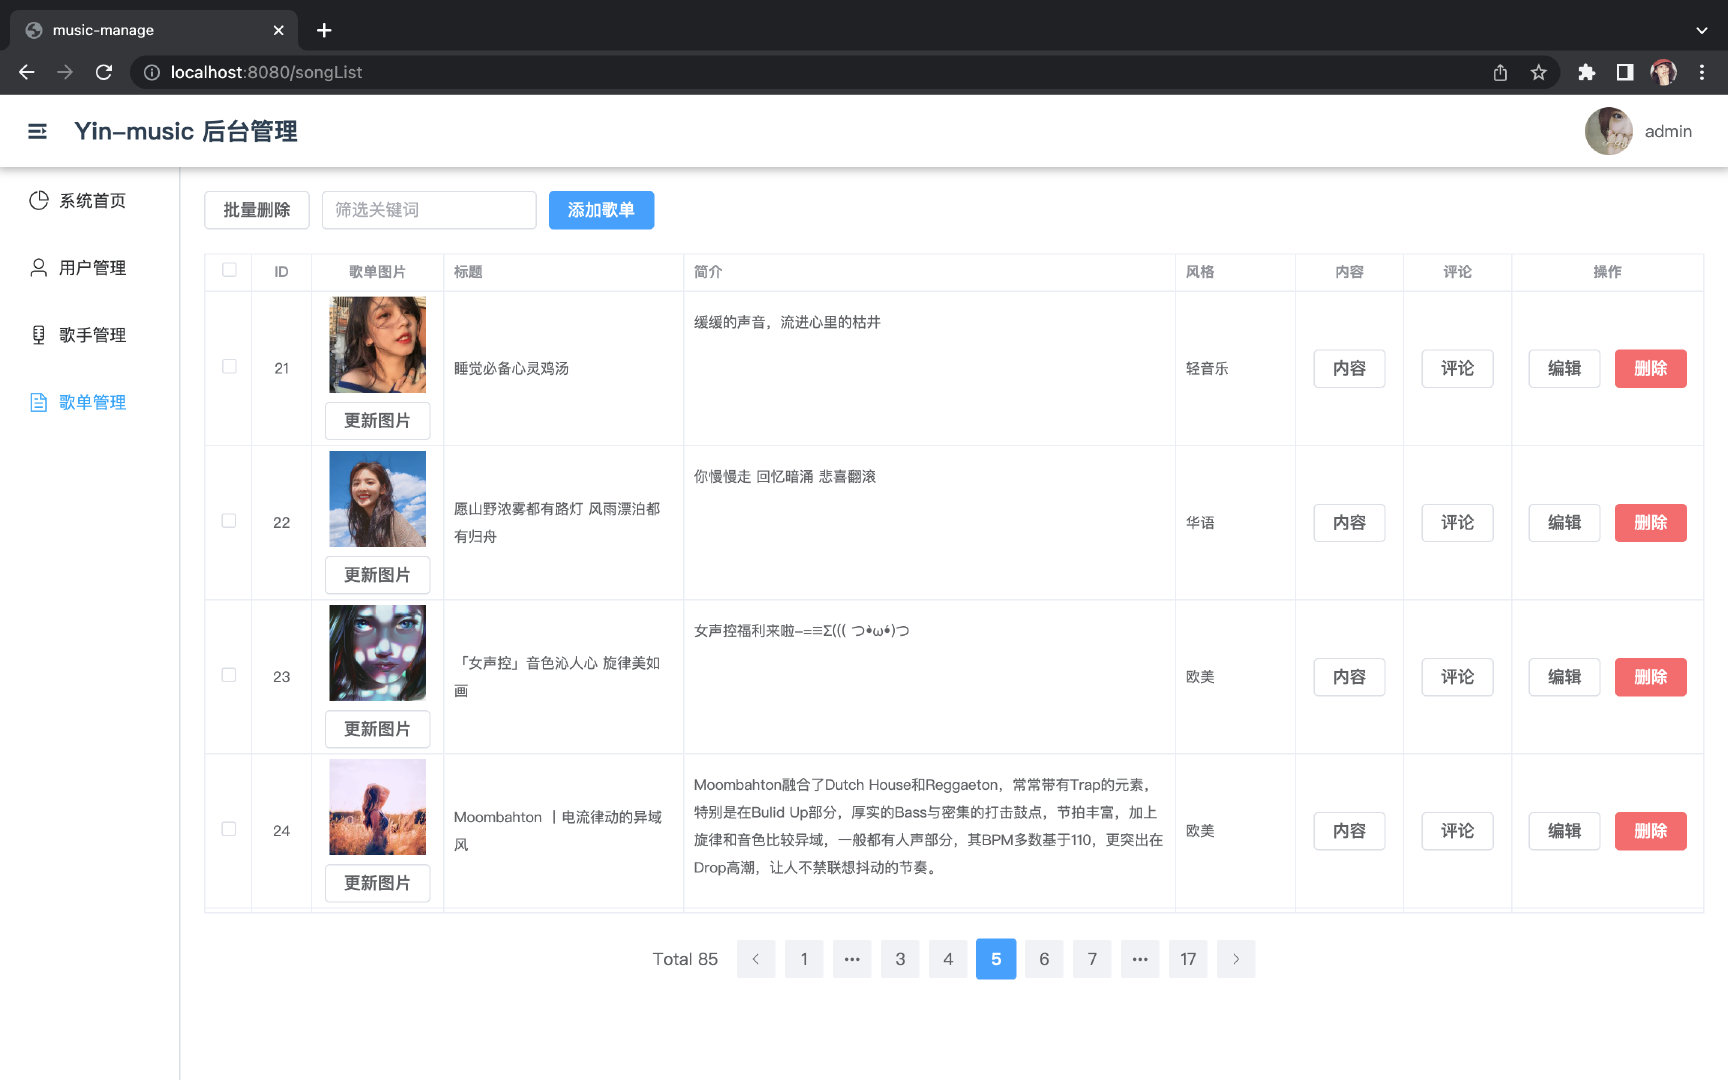 music-manage
localhost:8080/songList
Yin-music 后台管理
admin
系统首页
用户管理
歌手管理
歌单管理
批量删除 筛选关键词 添加歌单
ID 歌单图片 标题 简介 风格 内容 评论 操作
缓缓的声音，流进心里的枯井
21 睡觉必备心灵鸡汤 轻音乐 内容 评论 编辑 删除
更新图片
你慢慢走 回忆暗涌 悲喜翻滚
愿山野浓雾都有路灯 风雨漂泊都
22 华语 内容 评论 编辑 删除
有归舟
更新图片
女声控福利来啦-=≡Σ((( つ•̀ω•́)つ
「女声控」音色沁人心 旋律美如
23 欧美 内容 评论 编辑 删除
画
更新图片
Moombahton融合了Dutch House和Reggaeton，常常带有Trap的元素，
特别是在Bulid Up部分，厚实的Bass与密集的打击鼓点，节拍丰富，加上
旋律和音色比较异域，一般都有人声部分，其BPM多数基于110，更突出在
Drop高潮，让人不禁联想抖动的节奏。
Moombahton ｜电流律动的异域
24 欧美 内容 评论 编辑 删除
风
更新图片
Total 85 1 ••• 3 4 5 6 7 ••• 17